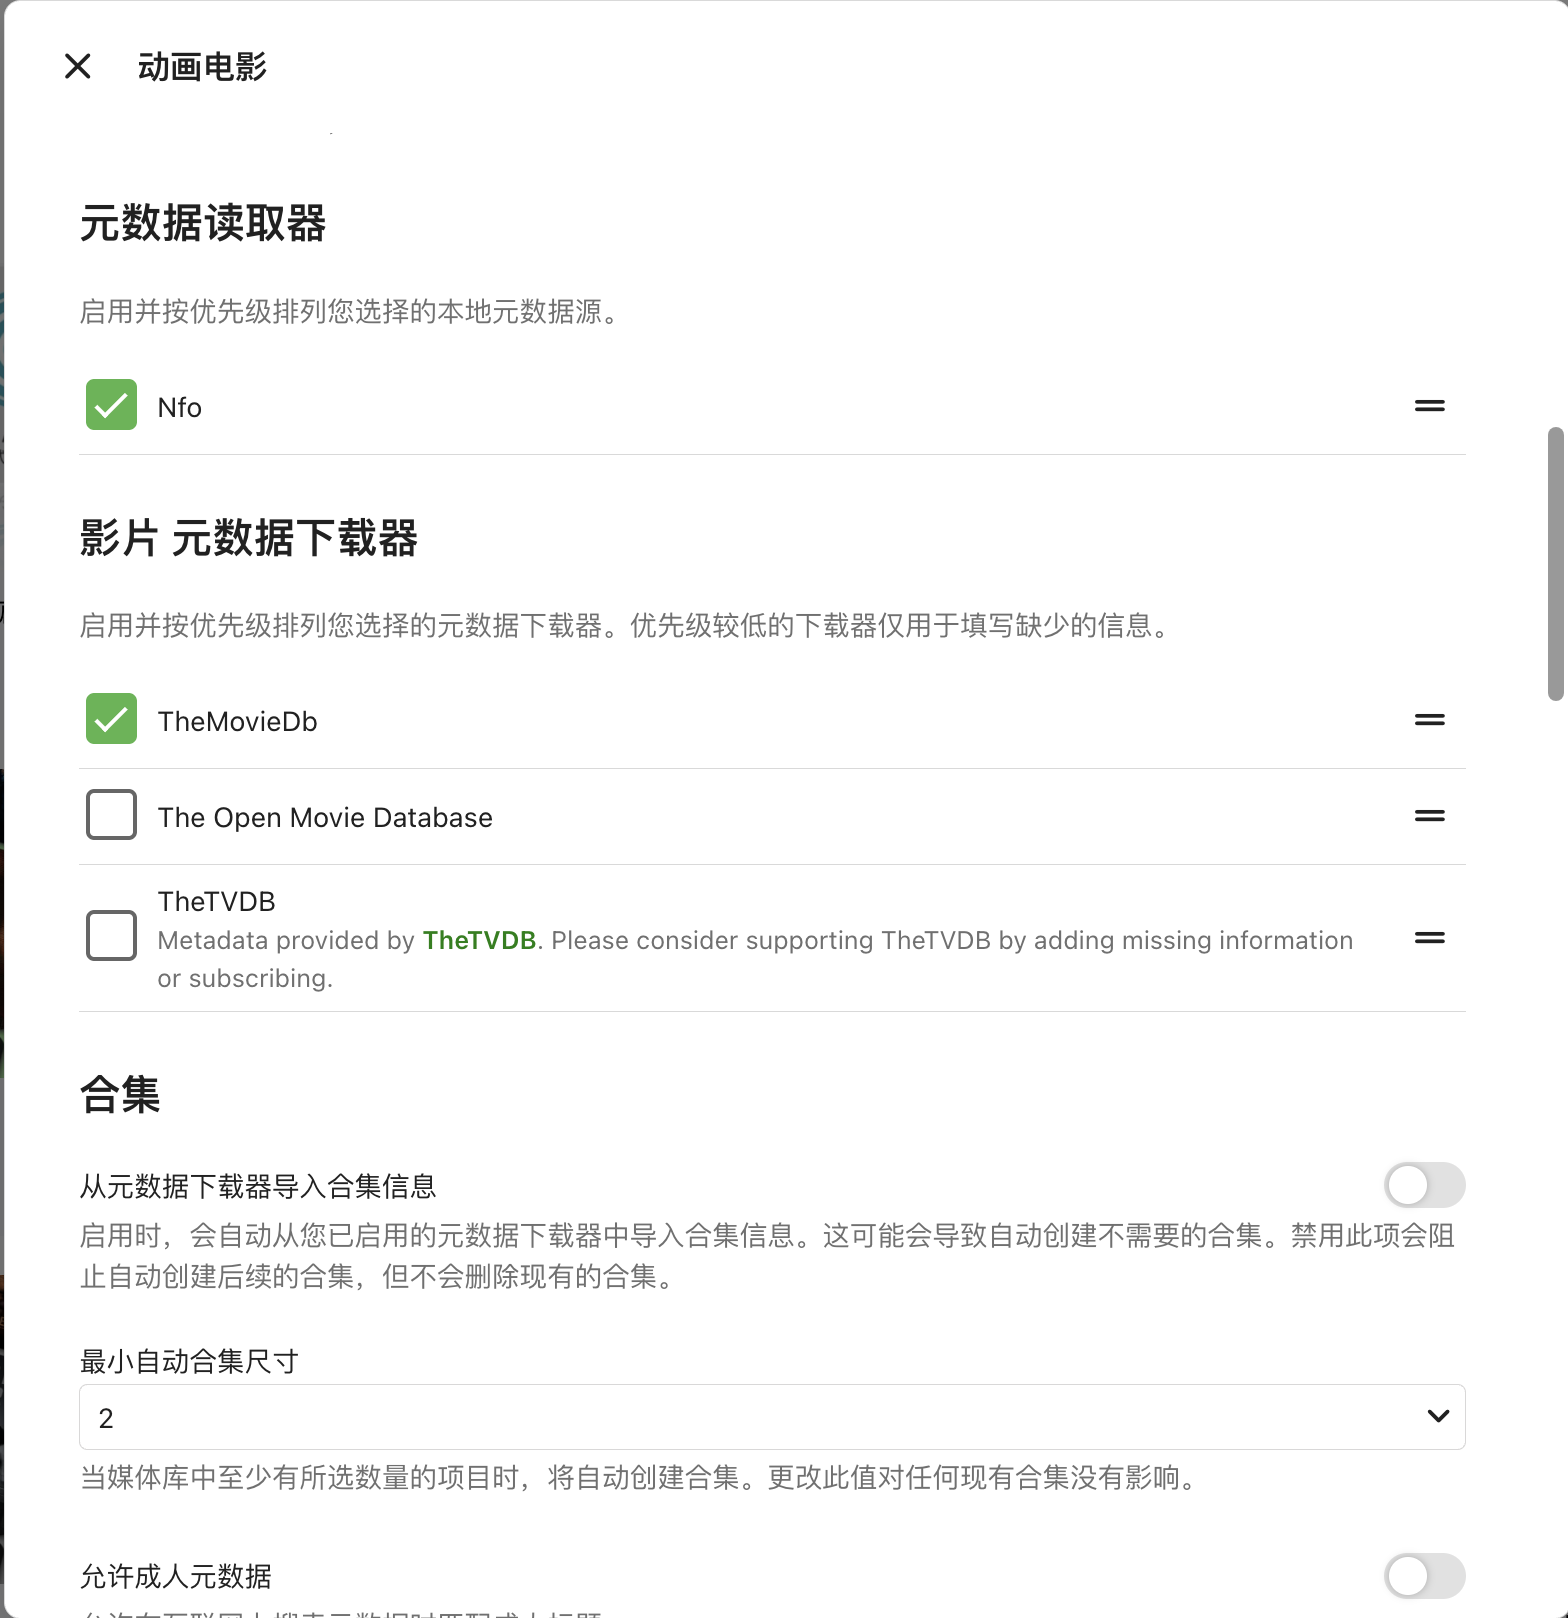 动画电影
元数据读取器
启用并按优先级排列您选择的本地元数据源。
Nfo
影片 元数据下载器
启用并按优先级排列您选择的元数据下载器。优先级较低的下载器仅用于填写缺少的信息。
TheMovieDb
The Open Movie Database
TheTVDB
Metadata provided by TheTVDB. Please consider supporting TheTVDB by adding missing information
or subscribing.
合集
从元数据下载器导入合集信息
启用时，会自动从您已启用的元数据下载器中导入合集信息。这可能会导致自动创建不需要的合集。禁用此项会阻
止自动创建后续的合集，但不会删除现有的合集。
最小自动合集尺寸
2
当媒体库中至少有所选数量的项目时，将自动创建合集。更改此值对任何现有合集没有影响。
允许成人元数据